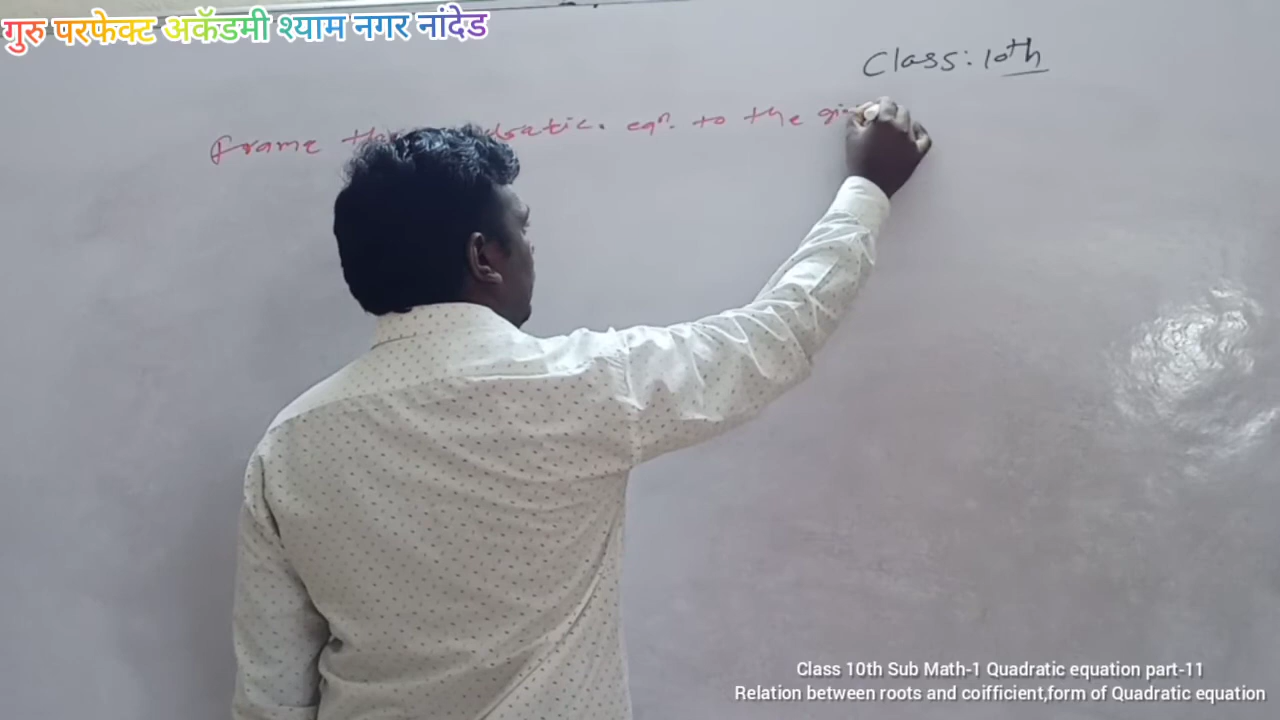 गुरु परफेक्ट अकॅडमी श्याम नगर नांदेड
Class: 10th
frame eqn. to the
Class 10th Sub Math-1 Quadratic equation part-11
Relation between roots and coifficient,form of Quadratic equation